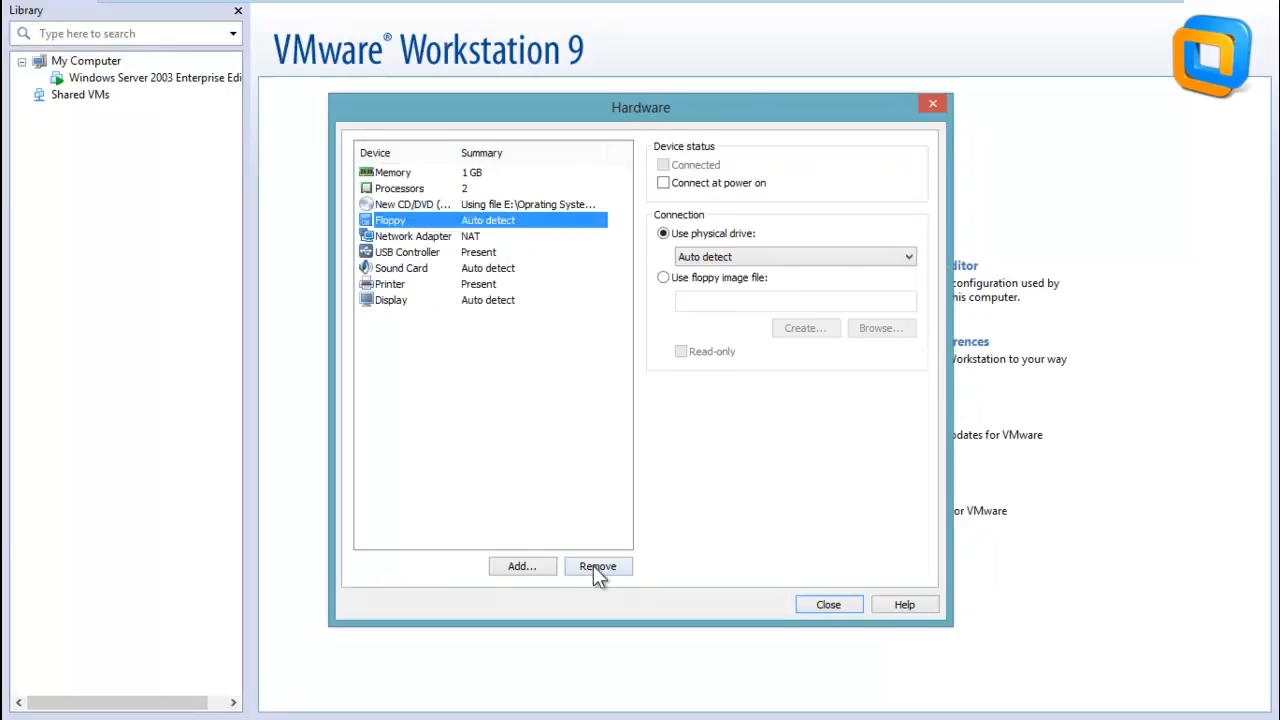 Library
Type here to search
My Computer
Windows Server 2003 Enterprise Edi
Shared VMs
VMware® Workstation 9
Hardware
Device Summary
Memory 1 GB
Processors 2
New CD/DVD (... Using file E:\Oprating Syste...
Floppy Auto detect
Network Adapter NAT
USB Controller Present
Sound Card Auto detect
Printer Present
Display Auto detect
Add... Remove
Device status
Connected
Connect at power on
Connection
Use physical drive:
Auto detect
Use floppy image file:
Create... Browse...
Read-only
Close Help
ditor
configuration used by
his computer.
rences
Workstation to your way
pdates for VMware
or VMware